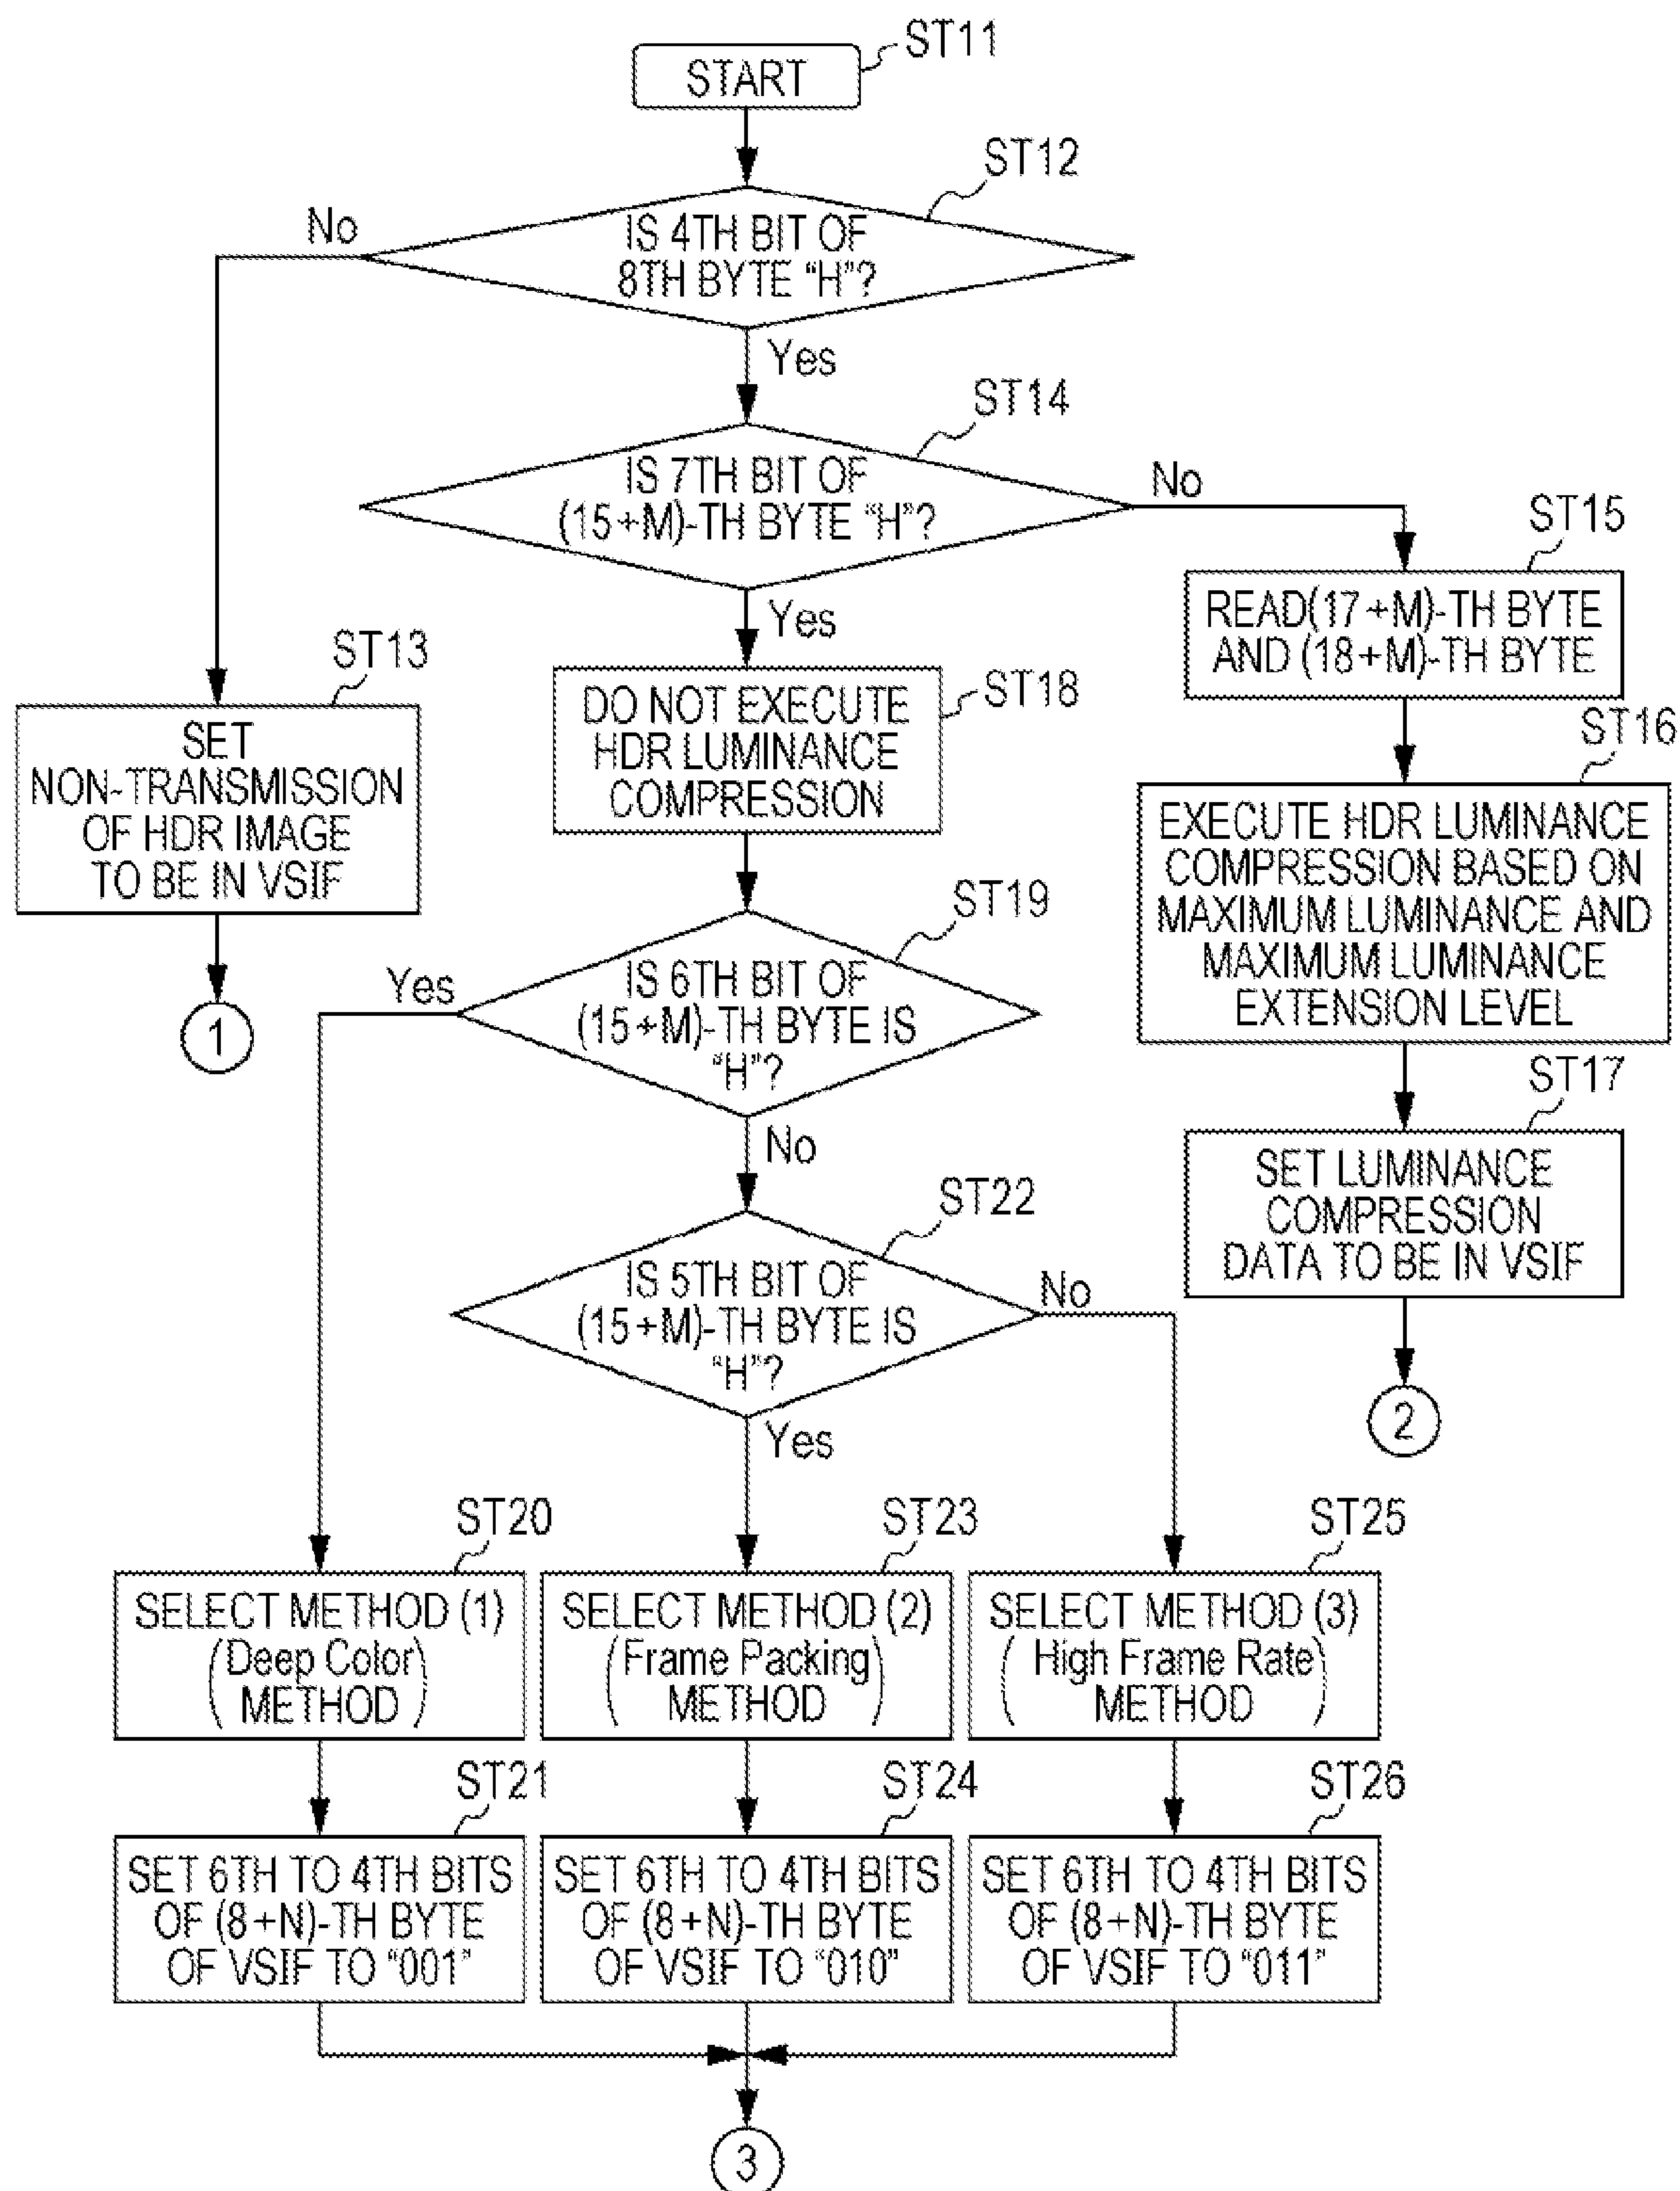 ST11
START
ST12
No
IS 4TH BIT OF
8TH BYTE “H”?
Yes
ST14
IS 7TH BIT OF
(15+M)-TH BYTE “H”?
No
ST15
READ(17+M)-TH BYTE
AND (18+M)-TH BYTE
Yes
ST13
SET
NON-TRANSMISSION
OF HDR IMAGE
TO BE IN VSIF
1
ST18
DO NOT EXECUTE
HDR LUMINANCE
COMPRESSION
ST16
EXECUTE HDR LUMINANCE
COMPRESSION BASED ON
MAXIMUM LUMINANCE AND
MAXIMUM LUMINANCE
EXTENSION LEVEL
ST19
Yes
IS 6TH BIT OF
(15+M)-TH BYTE IS
“H”?
No
ST17
SET LUMINANCE
COMPRESSION
DATA TO BE IN VSIF
2
ST22
IS 5TH BIT OF
(15+M)-TH BYTE IS
“H”?
No
Yes
ST20
SELECT METHOD (1)
(Deep Color
METHOD)
ST23
SELECT METHOD (2)
(Frame Packing
METHOD)
ST25
SELECT METHOD (3)
(High Frame Rate
METHOD)
ST21
SET 6TH TO 4TH BITS
OF (8+N)-TH BYTE
OF VSIF TO “001”
ST24
SET 6TH TO 4TH BITS
OF (8+N)-TH BYTE
OF VSIF TO “010”
ST26
SET 6TH TO 4TH BITS
OF (8+N)-TH BYTE
OF VSIF TO “011”
3